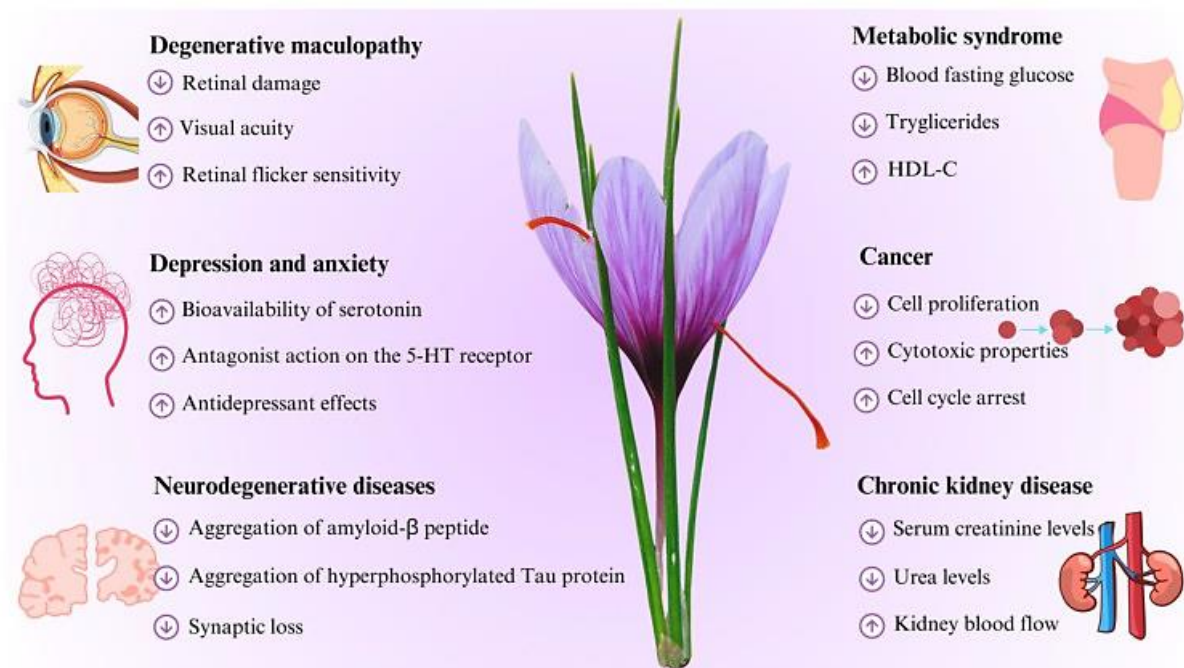 Degenerative maculopathy
Retinal damage
Visual acuity
Retinal flicker sensitivity
Depression and anxiety
Bioavailability of serotonin
Antagonist action on the 5-HT receptor
Antidepressant effects
Neurodegenerative diseases
Aggregation of amyloid-β peptide
Aggregation of hyperphosphorylated Tau protein
Synaptic loss
Metabolic syndrome
Blood fasting glucose
Tryglicerides
HDL-C
Cancer
Cell proliferation
Cytotoxic properties
Cell cycle arrest
Chronic kidney disease
Serum creatinine levels
Urea levels
Kidney blood flow